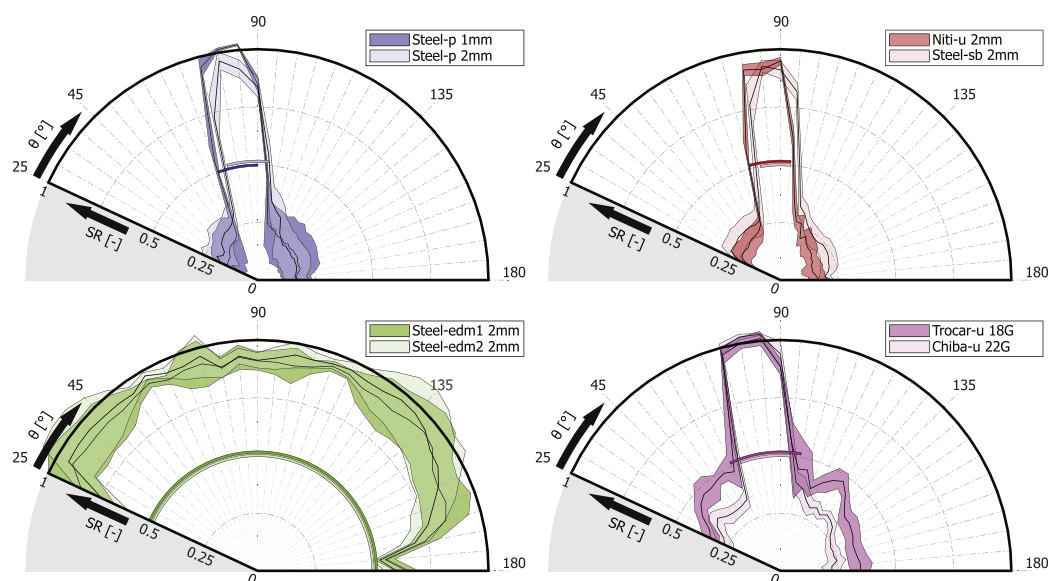 90
Steel-p 1mm
Steel-p 2mm
45
135
θ [°]
25
1
SR [-]
0.5
0.25
0
180
90
Niti-u 2mm
Steel-sb 2mm
45
135
θ [°]
25
1
SR [-]
0.5
0.25
0
180
90
Steel-edm1 2mm
Steel-edm2 2mm
45
135
θ [°]
25
1
SR [-]
0.5
0.25
0
180
90
Trocar-u 18G
Chiba-u 22G
45
135
θ [°]
25
1
SR [-]
0.5
0.25
0
180